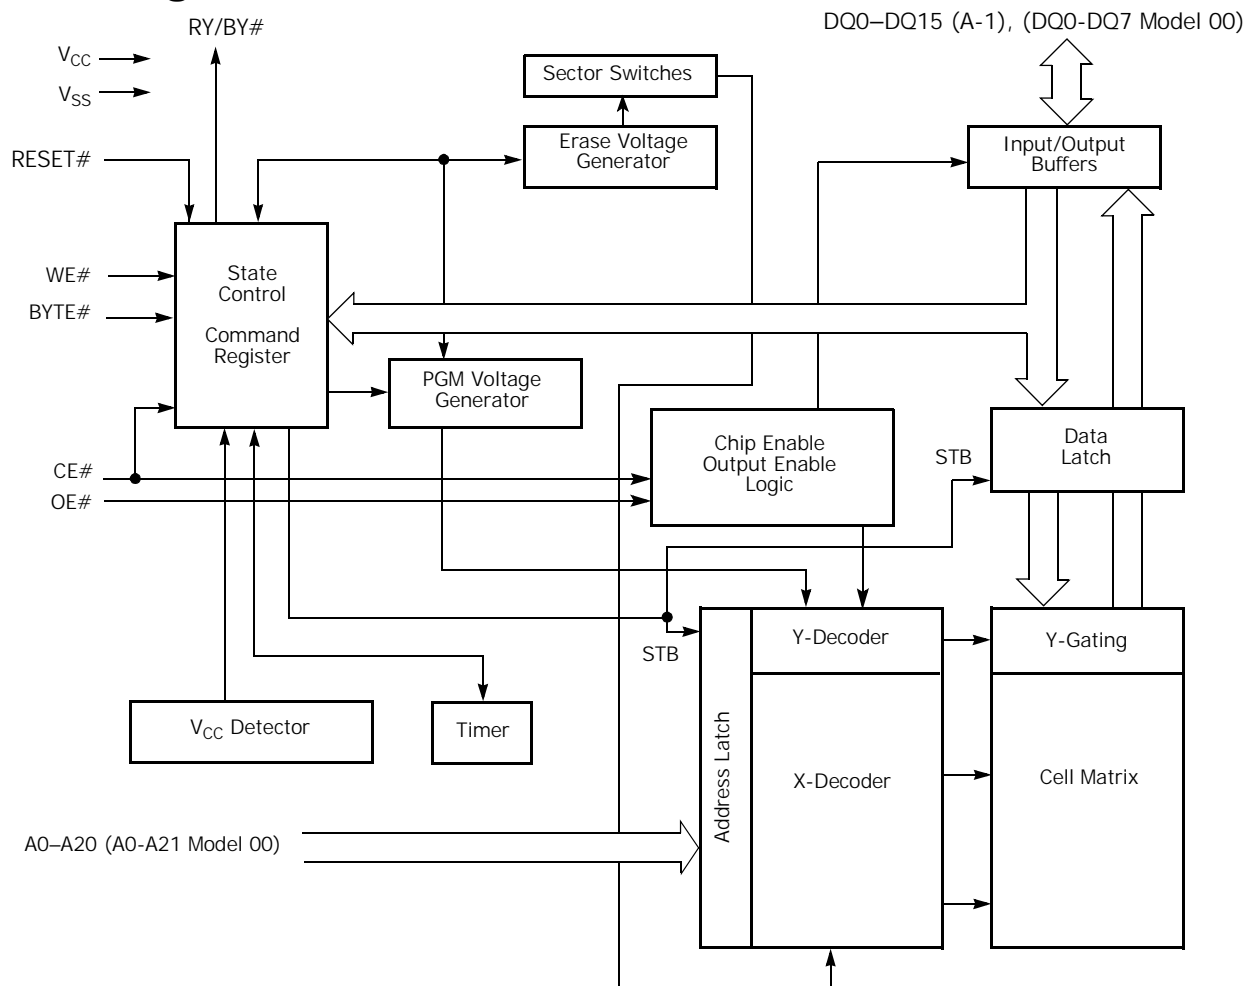 RY/BY#
DQ0–DQ15 (A-1), (DQ0-DQ7 Model 00)
VCC
VSS
Sector Switches
Erase Voltage
Generator
Input/Output
Buffers
RESET#
WE#
BYTE#
State
Control
Command
Register
PGM Voltage
Generator
Chip Enable
Output Enable
Logic
STB
Data
Latch
CE#
OE#
Y-Decoder
Y-Gating
STB
VCC Detector
Timer
Address Latch
X-Decoder
Cell Matrix
A0–A20 (A0-A21 Model 00)